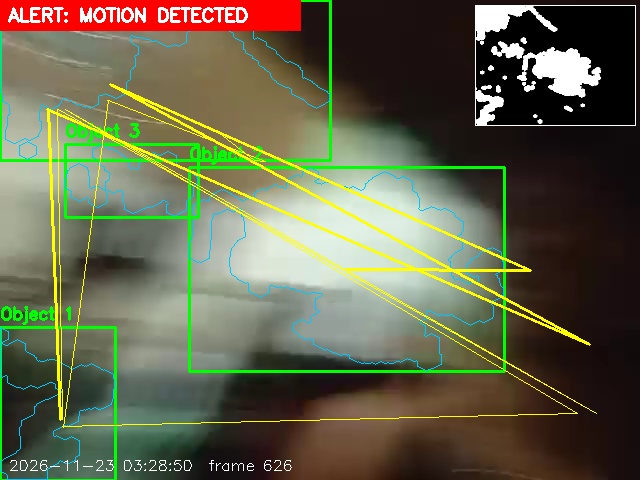 ALERT: MOTION DETECTED
Object 3
Object 2
Object 1
2026-11-23 03:28:50 frame 626